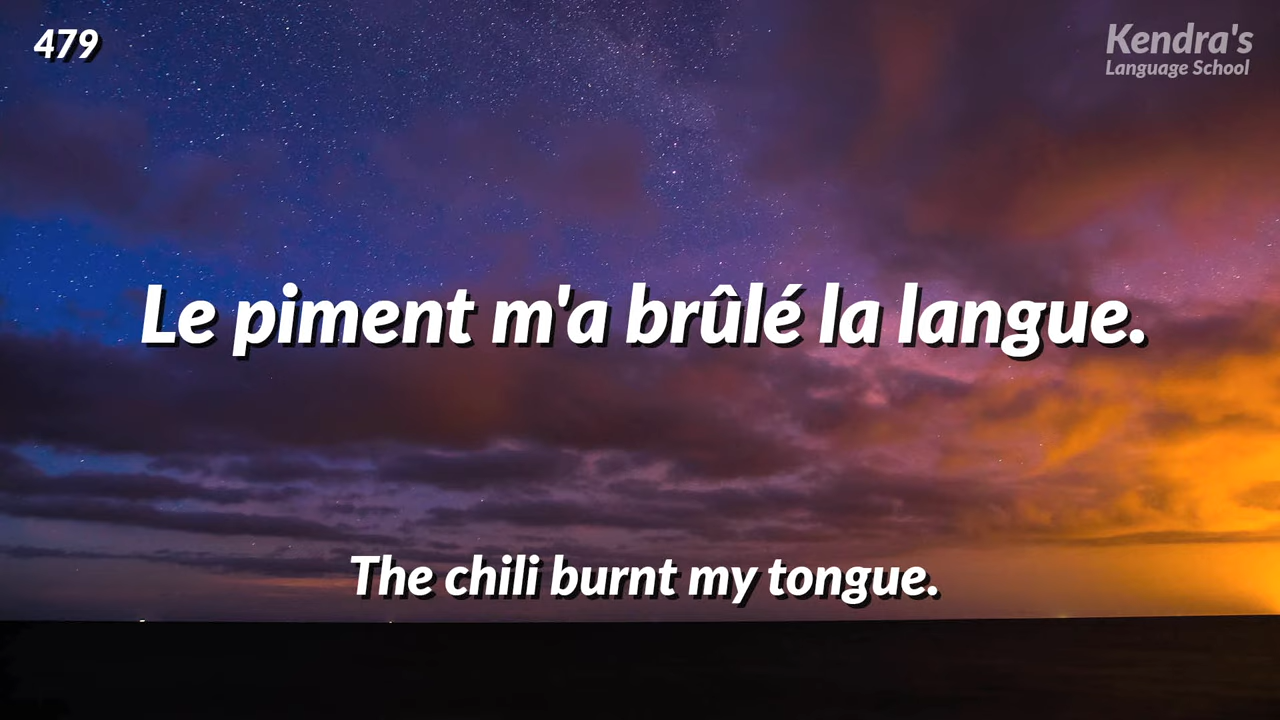 479
Kendra's
Language School
Le piment m'a brûlé la langue.
The chili burnt my tongue.